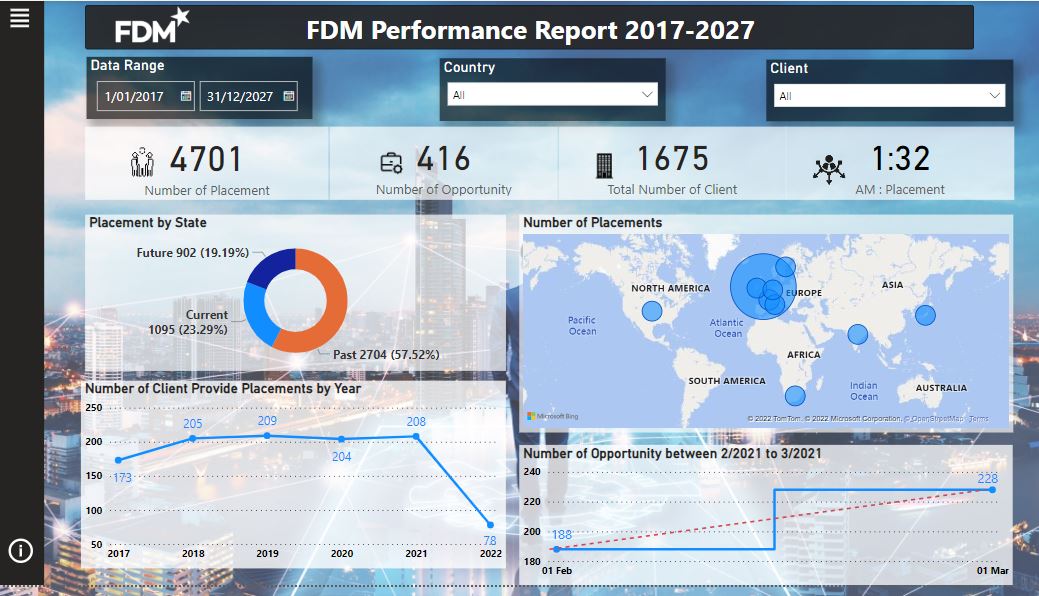 FDM
FDM Performance Report 2017-2027
Data Range
1/01/2017
31/12/2027
Country
All
Client
All
4701
Number of Placement
416
Number of Opportunity
1675
Total Number of Client
1:32
AM : Placement
Placement by State
Future 902 (19.19%)
Current
1095 (23.29%)
Past 2704 (57.52%)
Number of Placements
NORTH AMERICA
EUROPE
ASIA
Pacific
Ocean
Atlantic
Ocean
AFRICA
SOUTH AMERICA
Indian
Ocean
AUSTRALIA
Microsoft Bing
© 2022 TomTom, © 2022 Microsoft Corporation, © OpenStreetMap Terms
Number of Client Provide Placements by Year
250
200
150
100
50
173
205
209
204
208
78
2017 2018 2019 2020 2021 2022
Number of Opportunity between 2/2021 to 3/2021
240
220
200
180
188
228
01 Feb
01 Mar